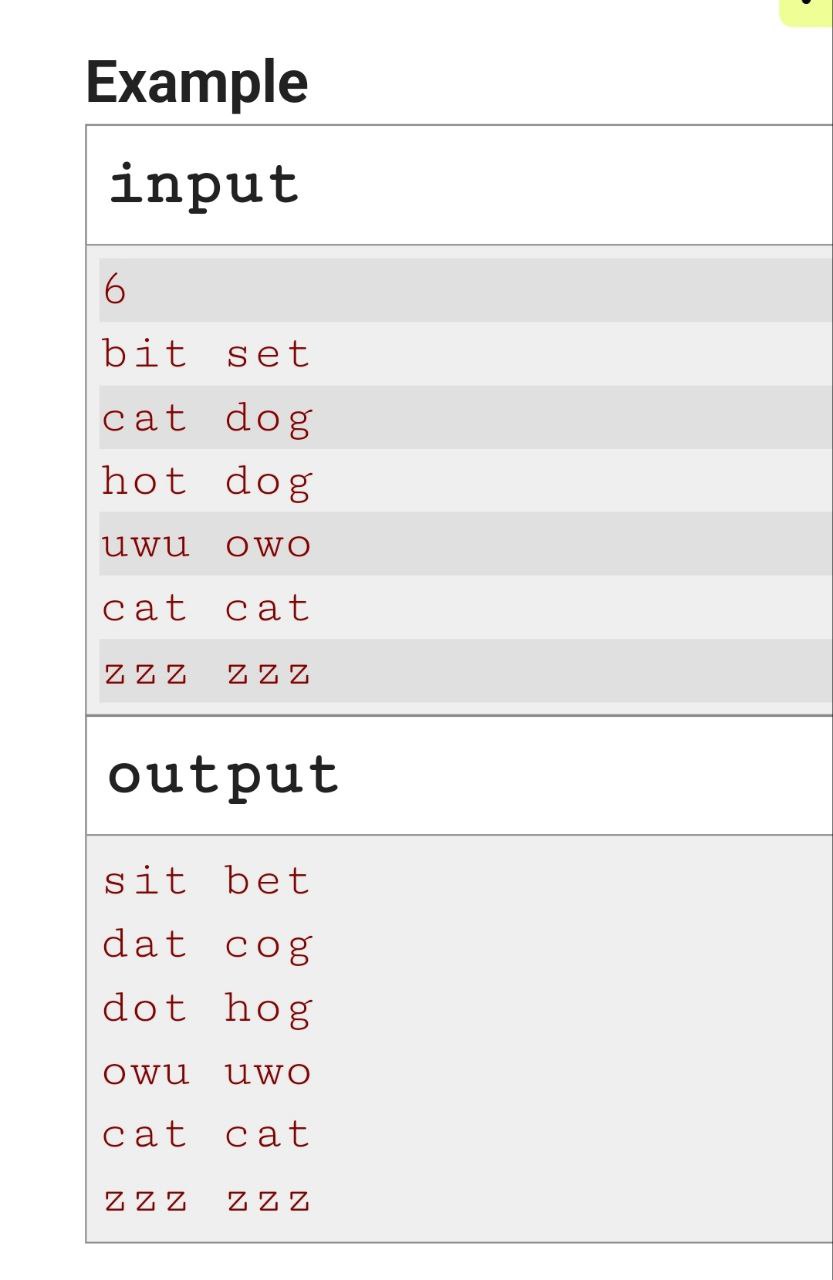 Example
input
6
bit set
cat dog
hot dog
uwu owo
cat cat
zzz zzz
output
sit bet
dat cog
dot hog
owu uwo
cat cat
zzz zzz